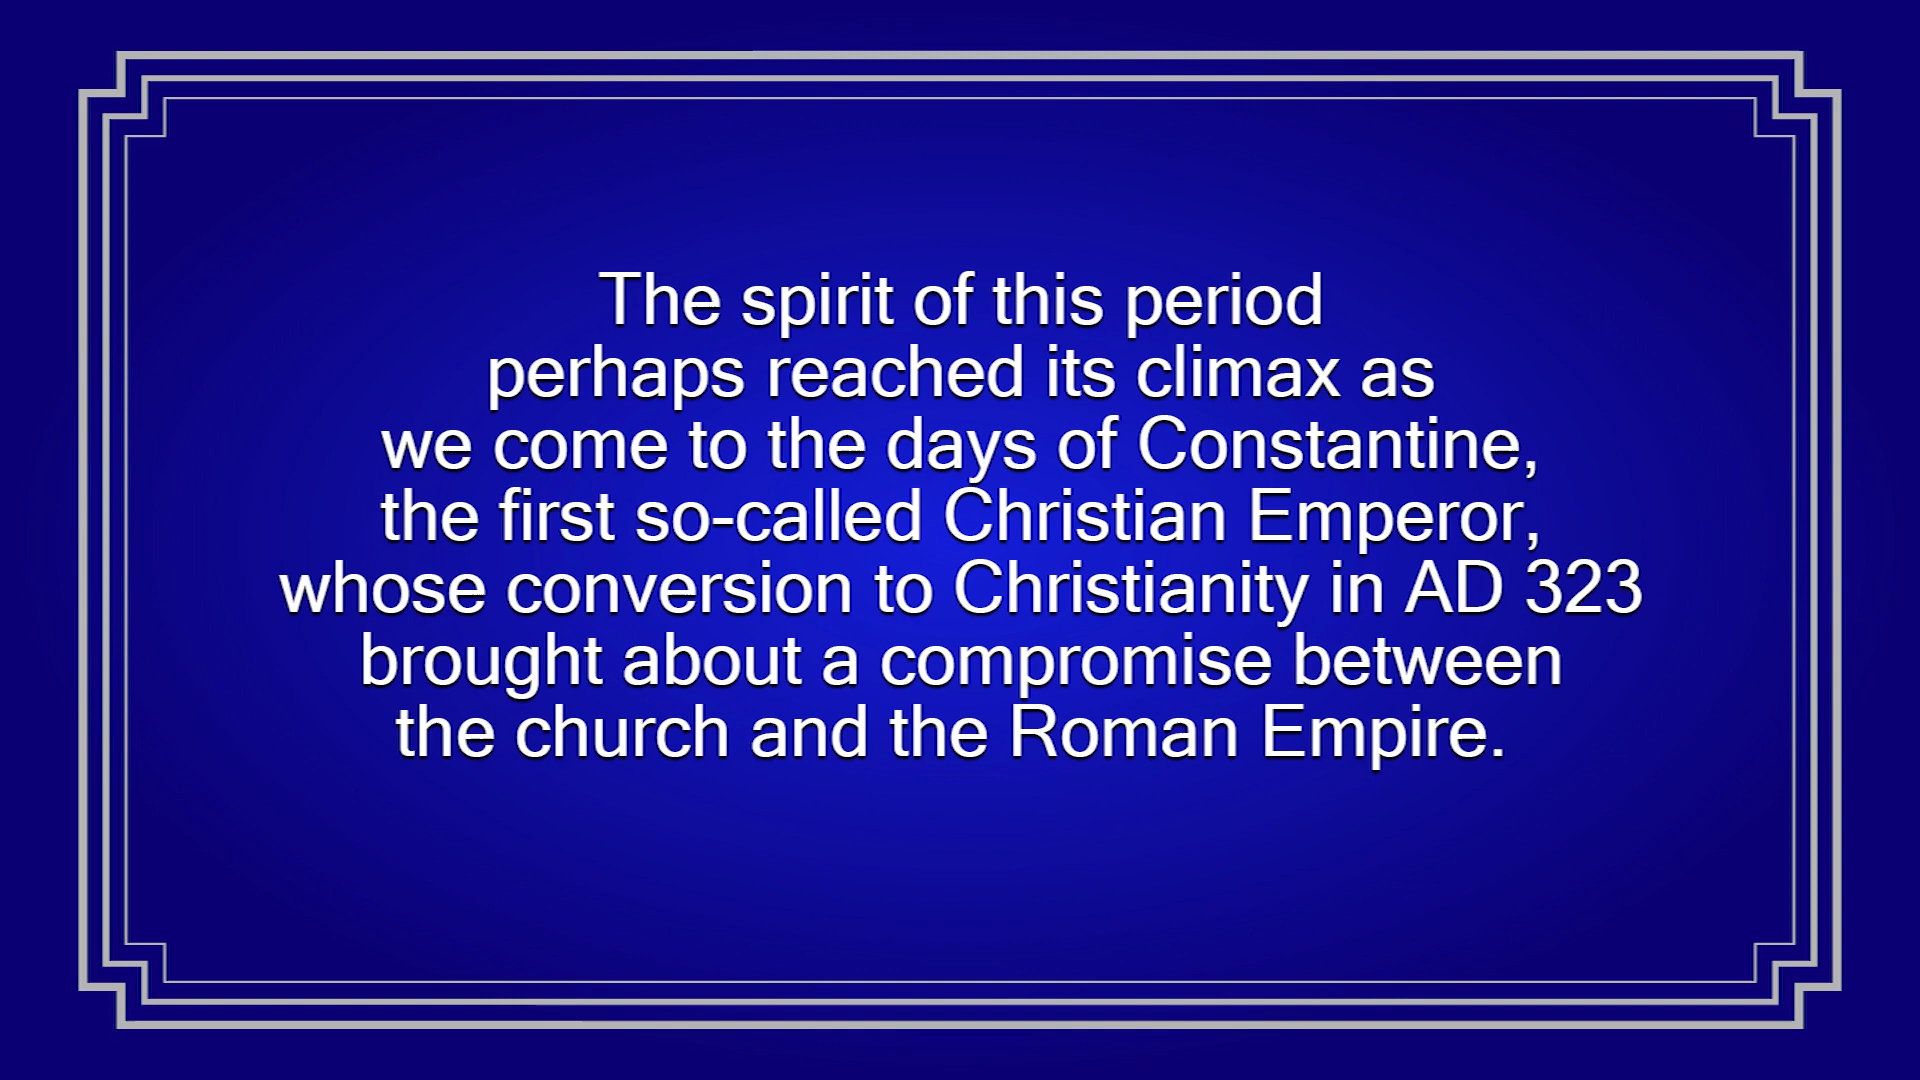 The spirit of this period
perhaps reached its climax as
we come to the days of Constantine,
the first so-called Christian Emperor,
whose conversion to Christianity in AD 323
brought about a compromise between
the church and the Roman Empire.